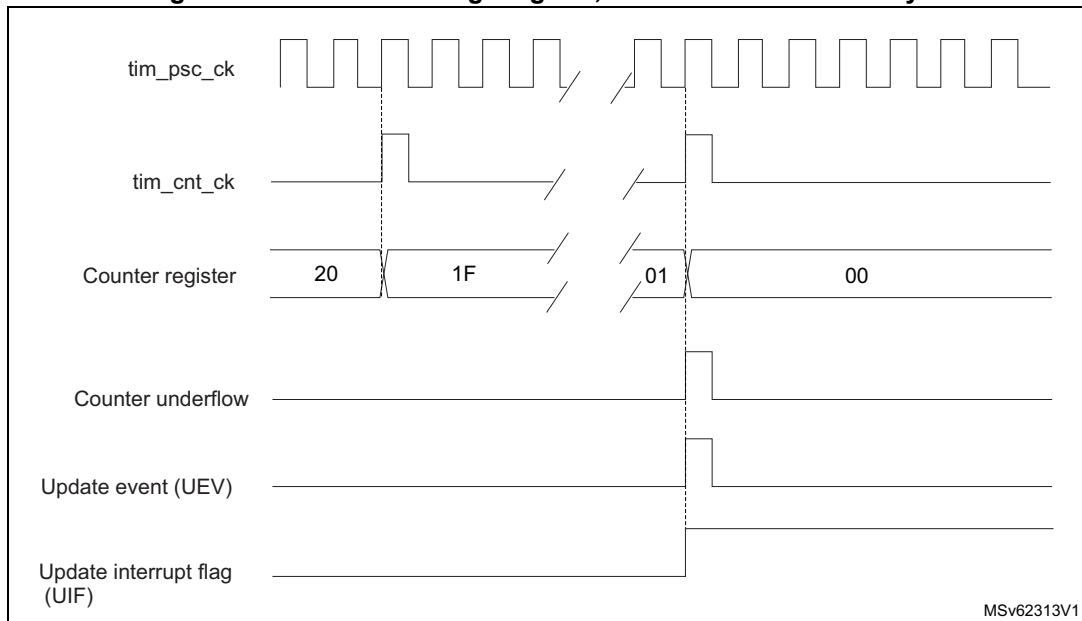 tim_psc_ck
tim_cnt_ck
Counter register 20 1F 01 00
Counter underflow
Update event (UEV)
Update interrupt flag
(UIF)
MSv62313V1